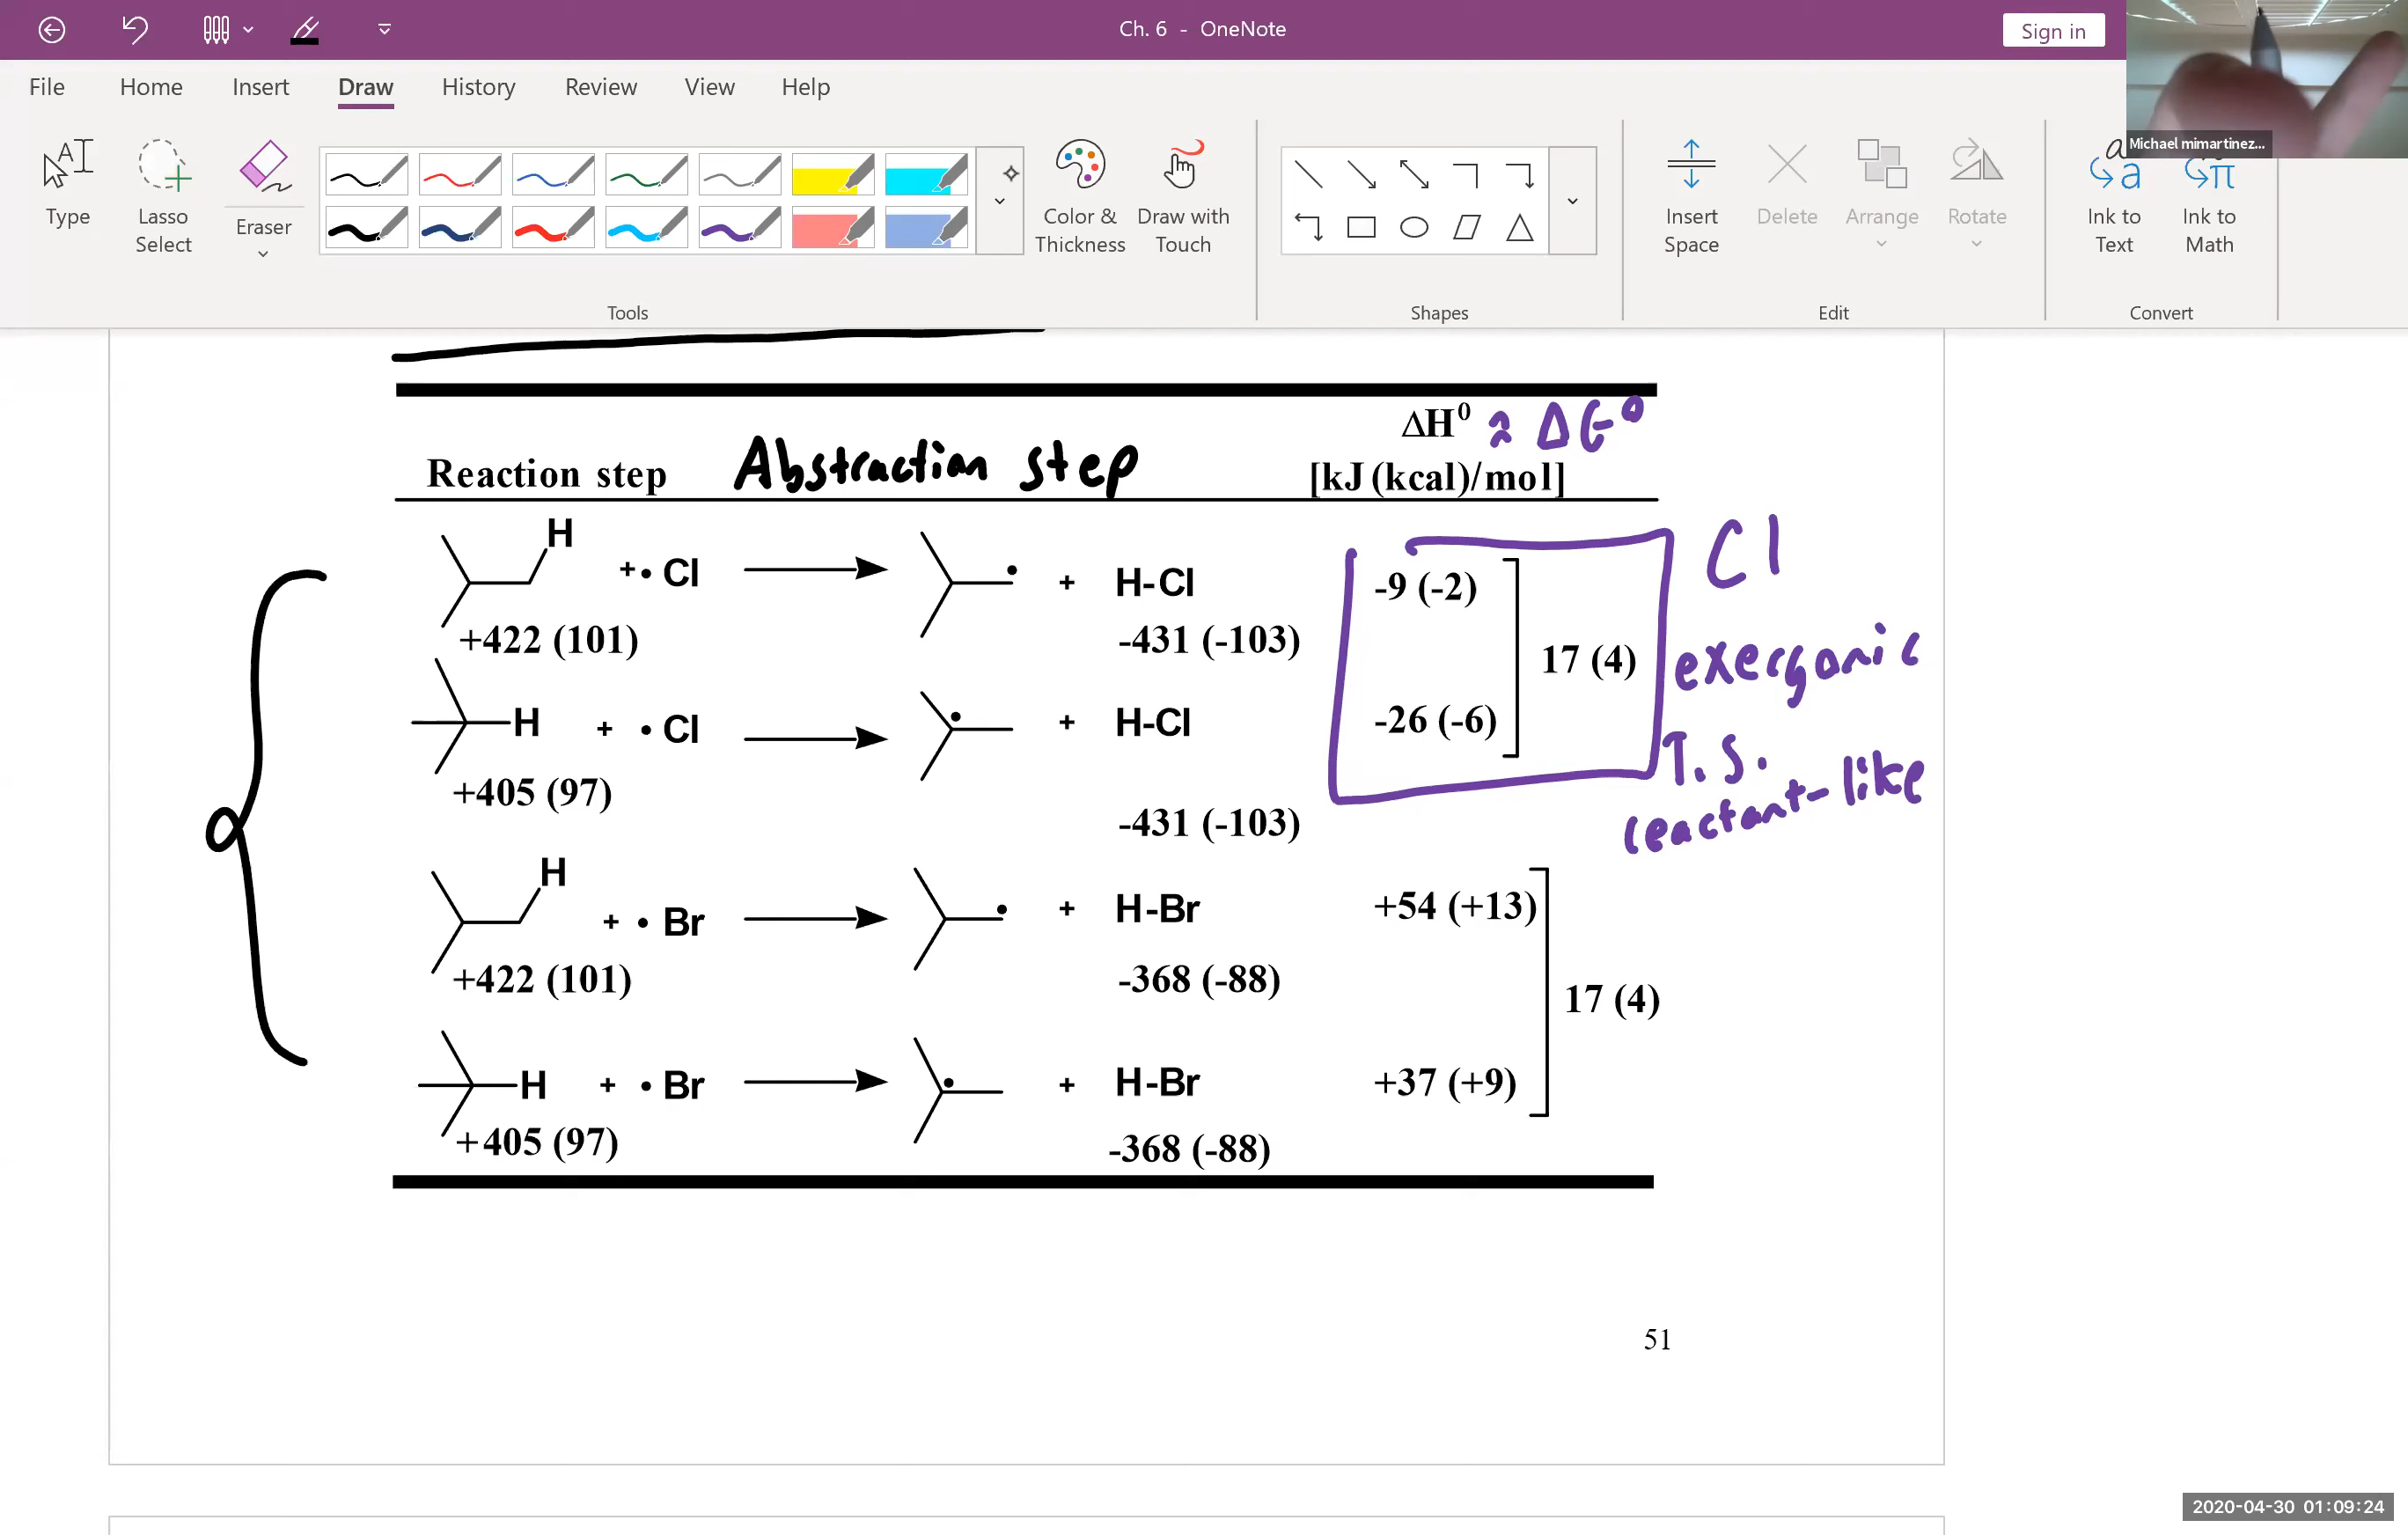 Ch. 6 - OneNote
Sign in
File Home Insert Draw History Review View Help
Michael mimartinez...
Type
Lasso Select
Eraser
Color & Thickness
Draw with Touch
Insert Space
Delete
Arrange
Rotate
Ink to Text
Ink to Math
Tools
Shapes
Edit
Convert
ΔH⁰ ≈ ΔG⁰
Reaction step Abstraction step [kJ (kcal)/mol]
H
+ • Cl + H-Cl -9 (-2)
+422 (101) -431 (-103)
17 (4)
H + • Cl + H-Cl -26 (-6)
+405 (97)
-431 (-103)
Cl
exergonic
T.S.
reactant-like
H
+ • Br + H-Br +54 (+13)
+422 (101) -368 (-88)
17 (4)
H + • Br + H-Br +37 (+9)
+405 (97) -368 (-88)
51
2020-04-30 01:09:24